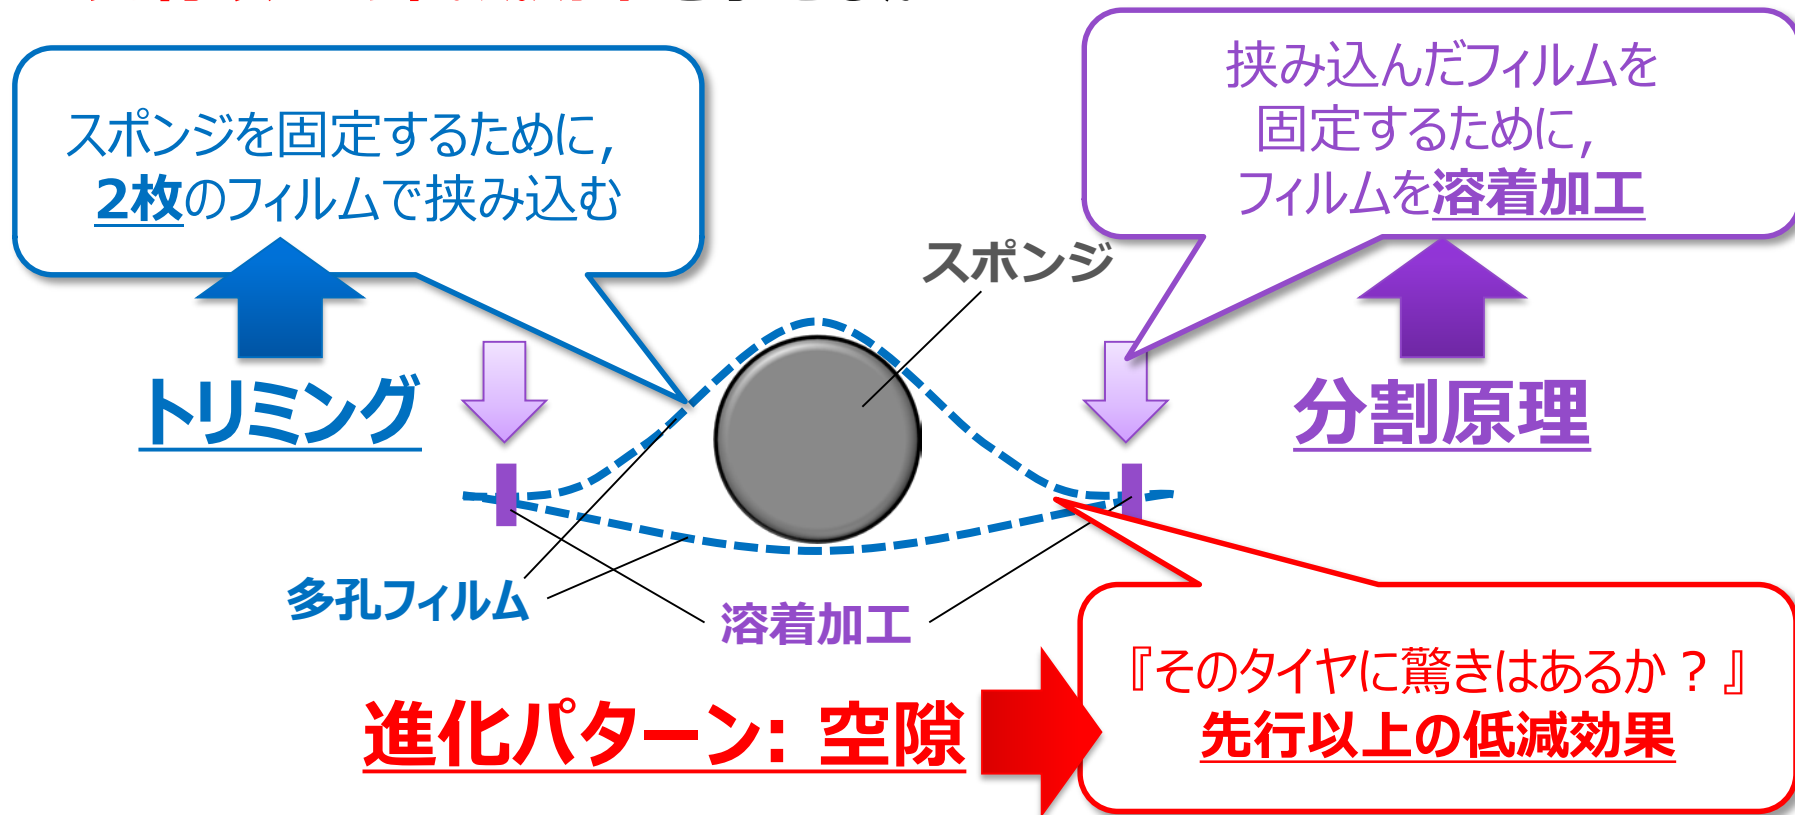 スポンジを固定するために,
2枚のフィルムで挟み込む
挟み込んだフィルムを
固定するために,
フィルムを溶着加工
スポンジ
トリミング
分割原理
多孔フィルム
溶着加工
進化パターン: 空隙
『そのタイヤに驚きはあるか？』
先行以上の低減効果